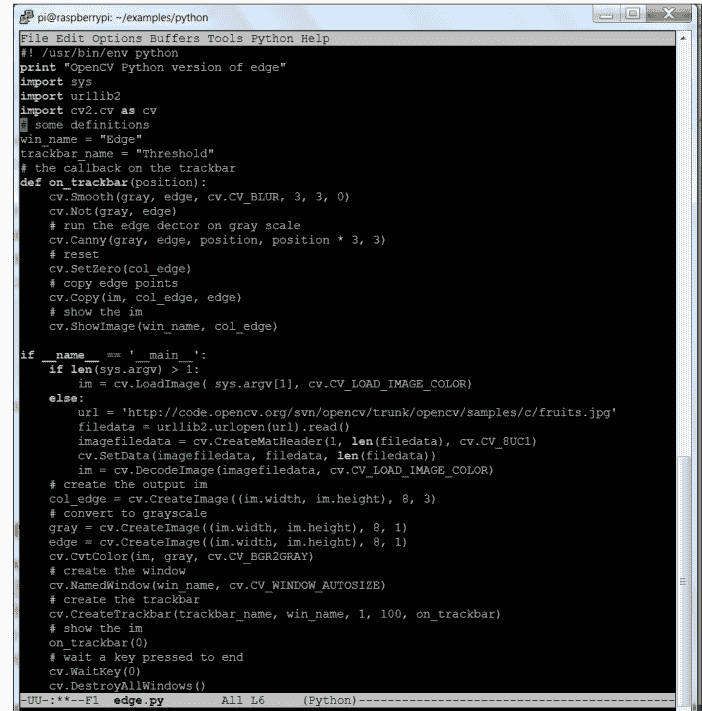 pi@raspberrypi: ~/examples/python
File Edit Options Buffers Tools Python Help
#! /usr/bin/env python
print "OpenCV Python version of edge"
import sys
import urllib2
import cv2.cv as cv
# some definitions
win_name = "Edge"
trackbar_name = "Threshold"
# the callback on the trackbar
def on_trackbar(position):
    cv.Smooth(gray, edge, cv.CV_BLUR, 3, 3, 0)
    cv.Not(gray, edge)
    # run the edge dector on gray scale
    cv.Canny(gray, edge, position, position * 3, 3)
    # reset
    cv.SetZero(col_edge)
    # copy edge points
    cv.Copy(im, col_edge, edge)
    # show the im
    cv.ShowImage(win_name, col_edge)

if __name__ == '__main__':
    if len(sys.argv) > 1:
        im = cv.LoadImage( sys.argv[1], cv.CV_LOAD_IMAGE_COLOR)
    else:
        url = 'http://code.opencv.org/svn/opencv/trunk/opencv/samples/c/fruits.jpg'
        filedata = urllib2.urlopen(url).read()
        imagefiledata = cv.CreateMatHeader(1, len(filedata), cv.CV_8UC1)
        cv.SetData(imagefiledata, filedata, len(filedata))
        im = cv.DecodeImage(imagefiledata, cv.CV_LOAD_IMAGE_COLOR)
    # create the output im
    col_edge = cv.CreateImage((im.width, im.height), 8, 3)
    # convert to grayscale
    gray = cv.CreateImage((im.width, im.height), 8, 1)
    edge = cv.CreateImage((im.width, im.height), 8, 1)
    cv.CvtColor(im, gray, cv.CV_BGR2GRAY)
    # create the window
    cv.NamedWindow(win_name, cv.CV_WINDOW_AUTOSIZE)
    # create the trackbar
    cv.CreateTrackbar(trackbar_name, win_name, 1, 100, on_trackbar)
    # show the im
    on_trackbar(0)
    # wait a key pressed to end
    cv.WaitKey(0)
    cv.DestroyAllWindows()
-UU-:**--F1  edge.py        All L6     (Python)------------------------------------------